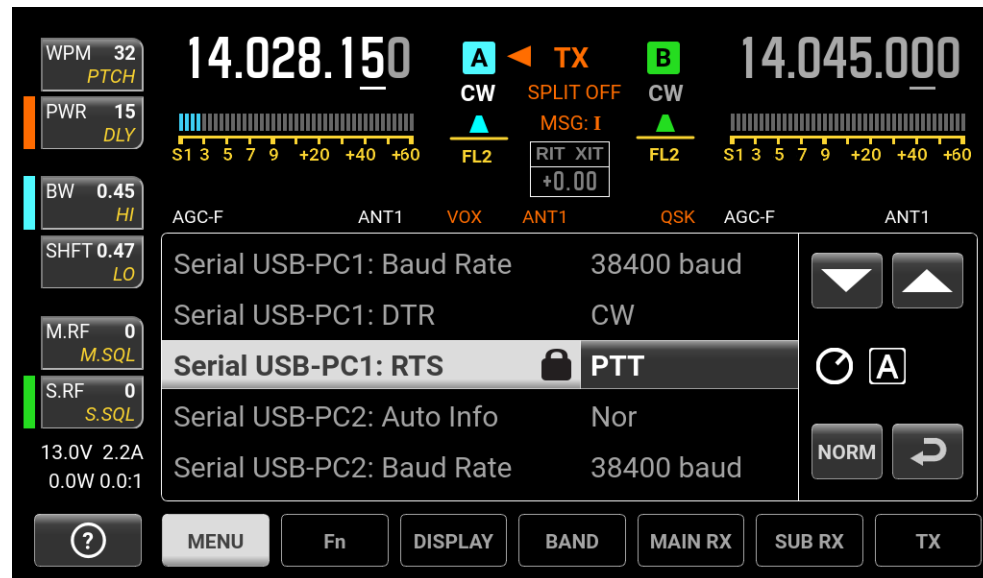 WPM 32
PTCH
14.028.150
A
TX
B
14.045.000
CW
SPLIT OFF
CW
PWR 15
DLY
MSG: I
S1 3 5 7 9 +20 +40 +60
FL2
RIT XIT
FL2
S1 3 5 7 9 +20 +40 +60
+0.00
BW 0.45
HI
AGC-F
ANT1
VOX
ANT1
QSK
AGC-F
ANT1
SHFT 0.47
LO
Serial USB-PC1: Baud Rate 38400 baud
Serial USB-PC1: DTR CW
M.RF 0
M.SQL
Serial USB-PC1: RTS PTT
A
S.RF 0
S.SQL
Serial USB-PC2: Auto Info Nor
13.0V 2.2A
0.0W 0.0:1
Serial USB-PC2: Baud Rate 38400 baud
NORM
?
MENU
Fn
DISPLAY
BAND
MAIN RX
SUB RX
TX